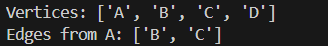 Vertices: ['A', 'B', 'C', 'D']
Edges from A: ['B', 'C']